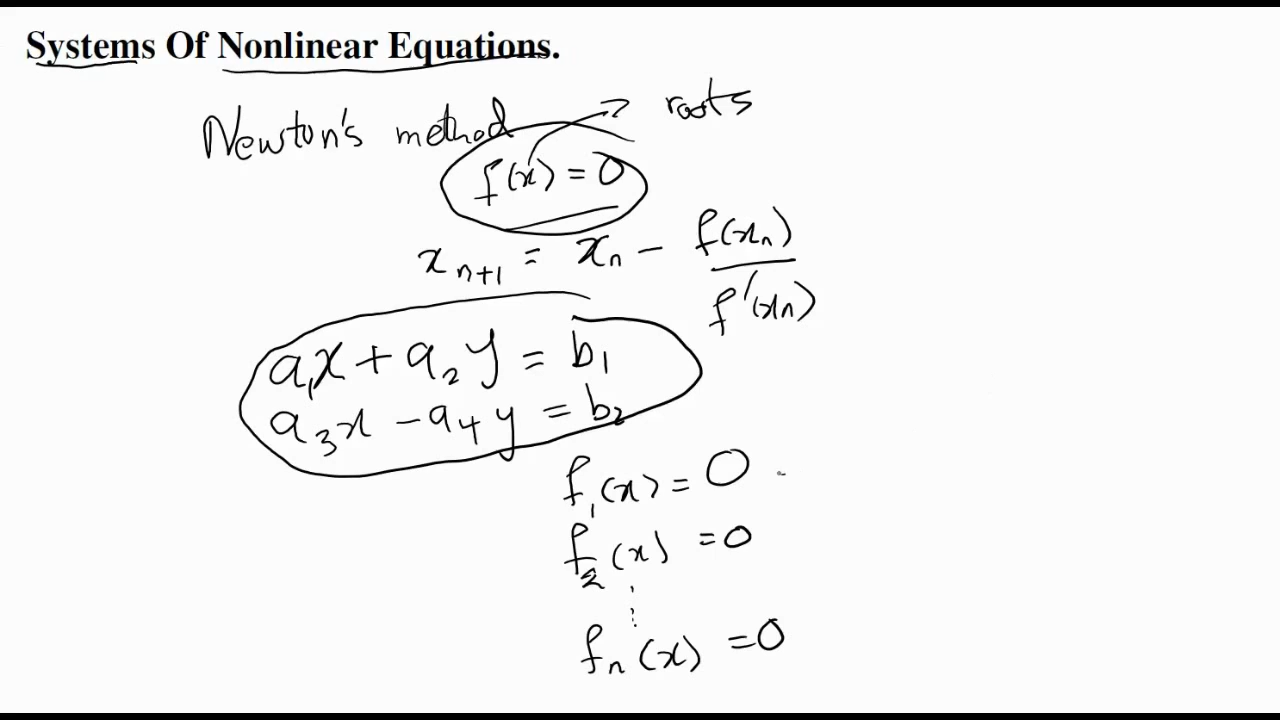 Systems Of Nonlinear Equations.
Newton's method
roots
f(x) = 0
x_{n+1} = x_n - f(x_n) / f'(x_n)
a_1x + a_2y = b_1
a_3x - a_4y = b_2
f_1(x) = 0
f_2(x) = 0
⋮
f_n(x) = 0